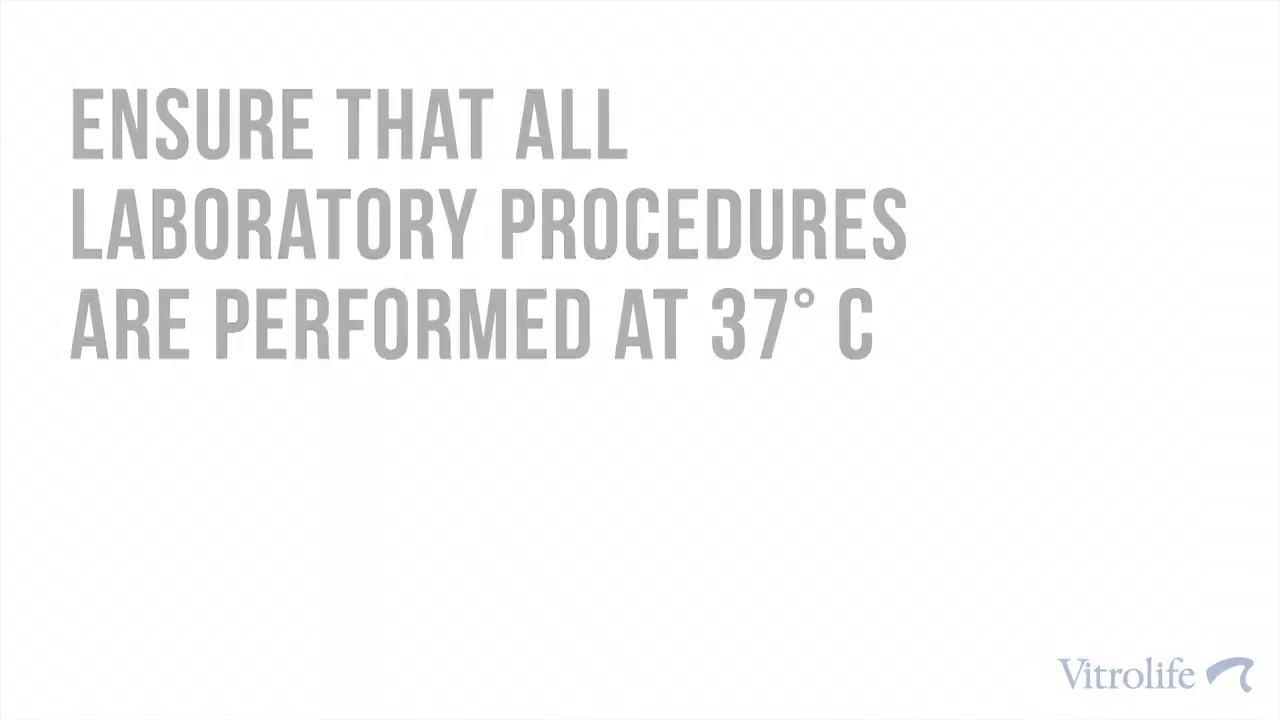 ENSURE THAT ALL
LABORATORY PROCEDURES
ARE PERFORMED AT 37° C
Vitrolife